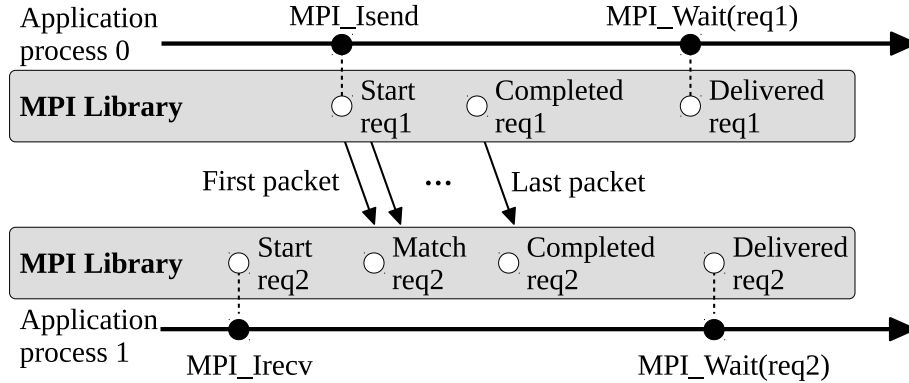 Application
process 0
MPI_Isend
MPI_Wait(req1)
MPI Library
Start
req1
Completed
req1
Delivered
req1
First packet
...
Last packet
MPI Library
Start
req2
Match
req2
Completed
req2
Delivered
req2
Application
process 1
MPI_Irecv
MPI_Wait(req2)